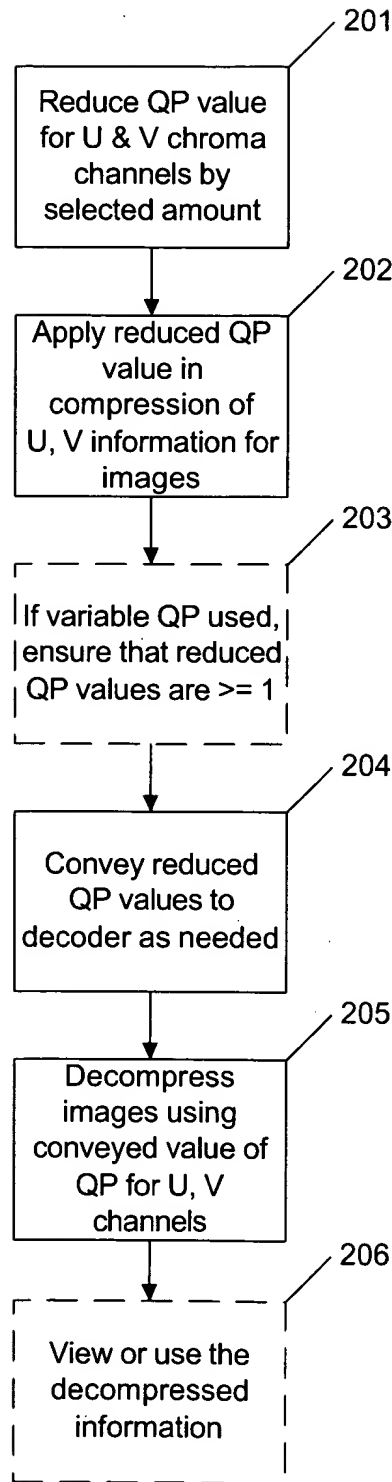 201
Reduce QP value
for U & V chroma
channels by
selected amount
202
Apply reduced QP
value in
compression of
U, V information for
images
203
If variable QP used,
ensure that reduced
QP values are >= 1
204
Convey reduced
QP values to
decoder as needed
205
Decompress
images using
conveyed value of
QP for U, V
channels
206
View or use the
decompressed
information